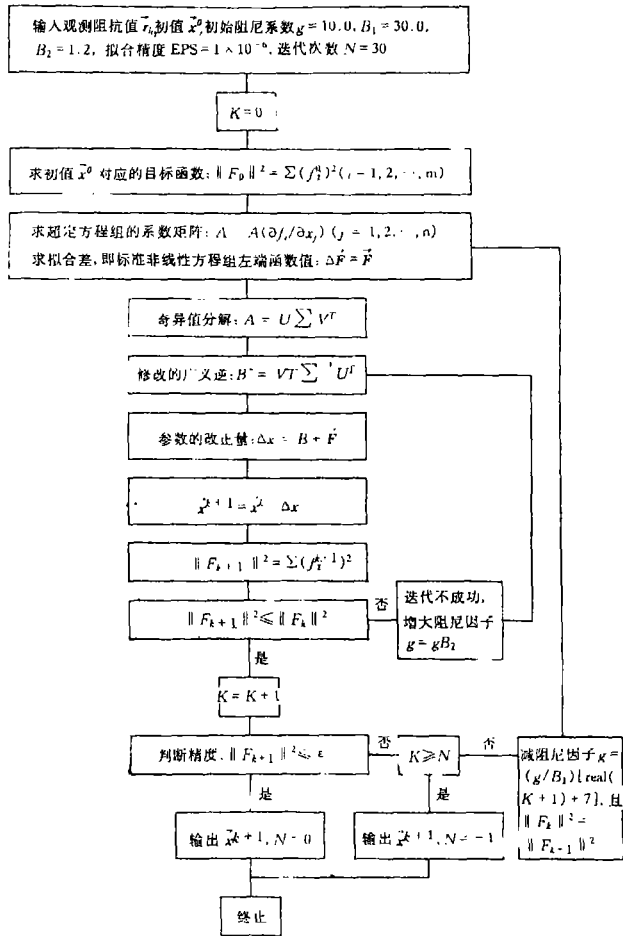 输入观测阻抗值 r⃗ₕ,初值 x⃗⁰,初始阻尼系数 g = 10.0, B₁ = 30.0,
B₂ = 1.2, 拟合精度 EPS = 1 × 10⁻⁶, 迭代次数 N = 30
K = 0
求初值 x⃗⁰ 对应的目标函数: ‖F₀‖² = ∑(fᵢ⁰)² (ι − 1,2,⋯,m)
求超定方程组的系数矩阵: A A(∂fᵢ/∂xⱼ) (j = 1,2,⋯,n)
求拟合差,即标准非线性方程组左端函数值: ΔF⃗ = F⃗
奇异值分解: A = U∑Vᵀ
修改的广义逆: B⁺ = VT∑⁻¹Uᵀ
参数的改正量: Δx = B + F⃗
x⃗ᵏ⁺¹ = x⃗ᵏ Δx
‖Fₖ₊₁‖² = ∑(fᵢᵏ⁺¹)²
‖Fₖ₊₁‖² ≤ ‖Fₖ‖²
否
迭代不成功,
增大阻尼因子
g = gB₂
是
K = K + 1
判断精度, ‖Fₖ₊₁‖² ≤ ε
否
K ≥ N
否
减阻尼因子 g =
(g/B₁)[real(
K + 1) + 7], 且
‖Fₖ‖² =
‖Fₖ₊₁‖²
是
是
输出 x⃗ᵏ⁺¹, N = 0
输出 x⃗ᵏ⁺¹, N = −1
终止